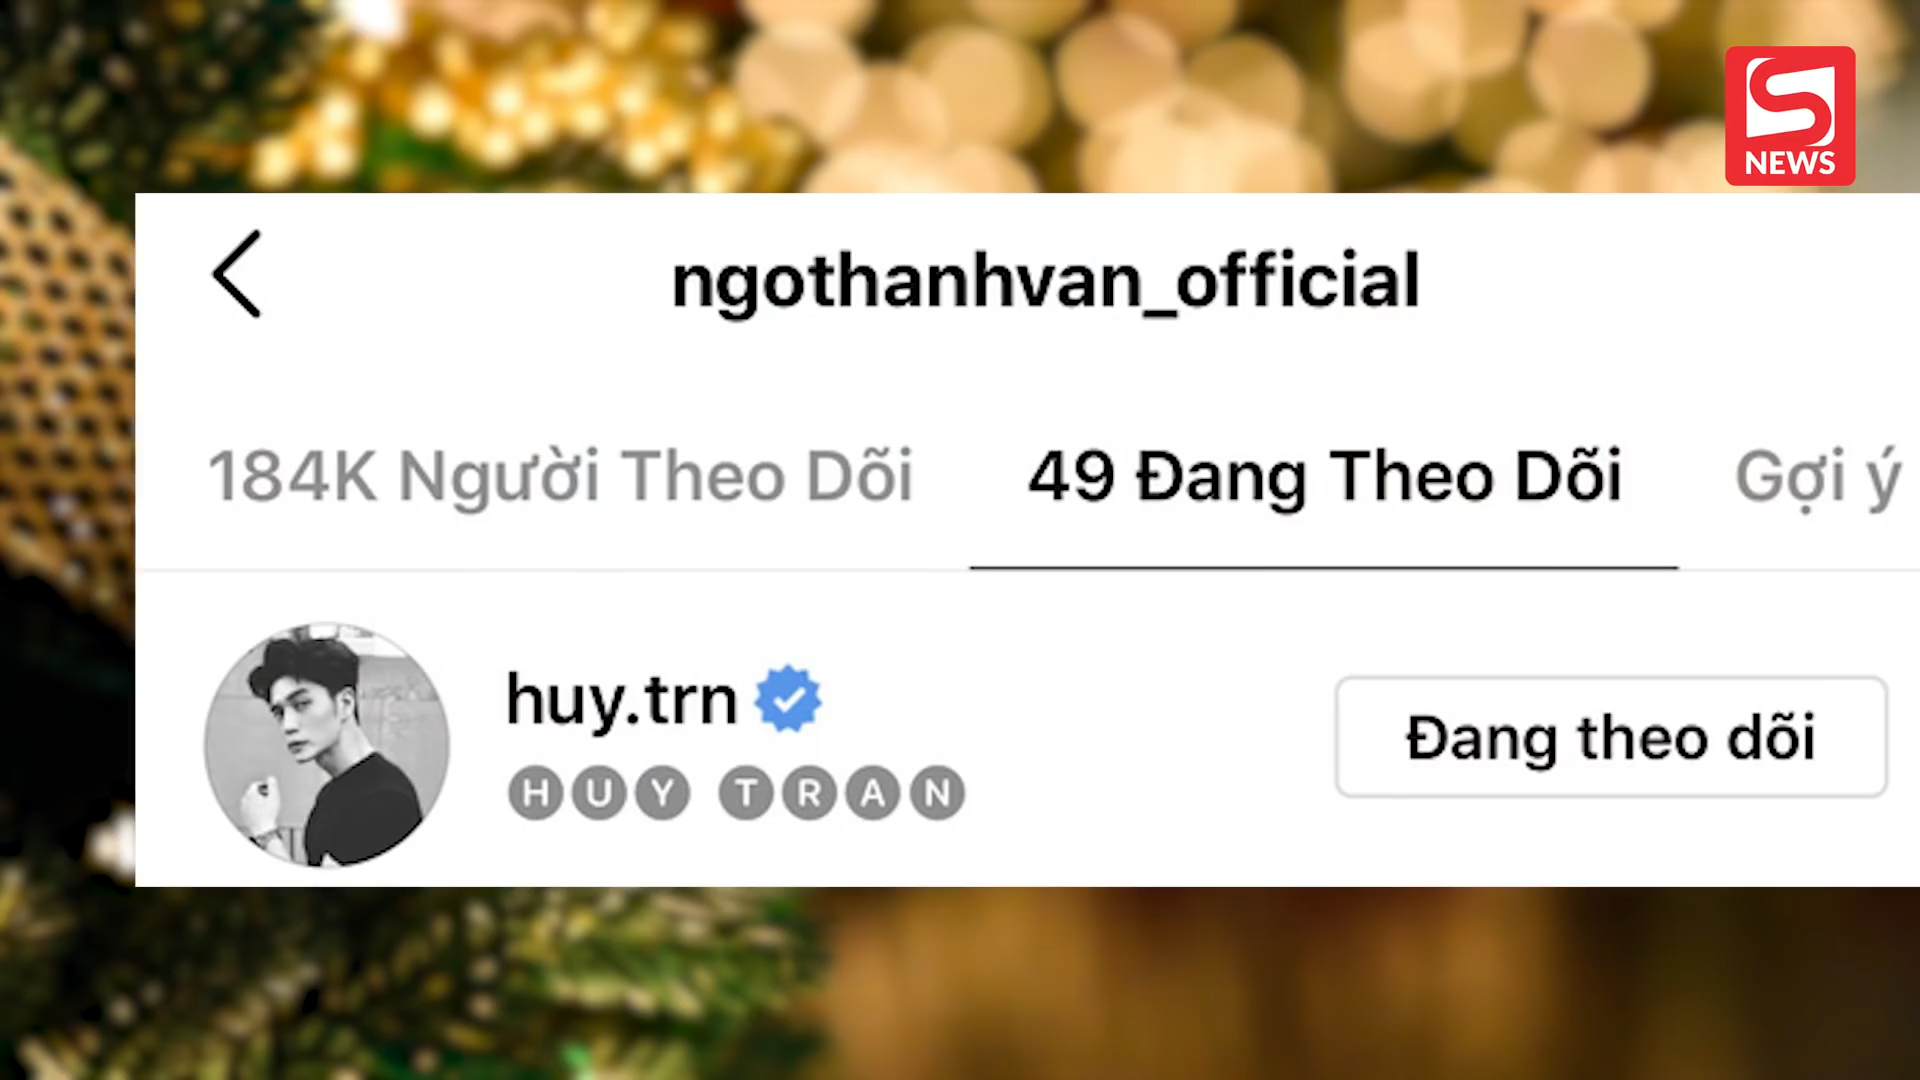 S
NEWS
ngothanhvan_official
184K Người Theo Dõi 49 Đang Theo Dõi Gợi ý
huy.trn
HUY TRAN
Đang theo dõi